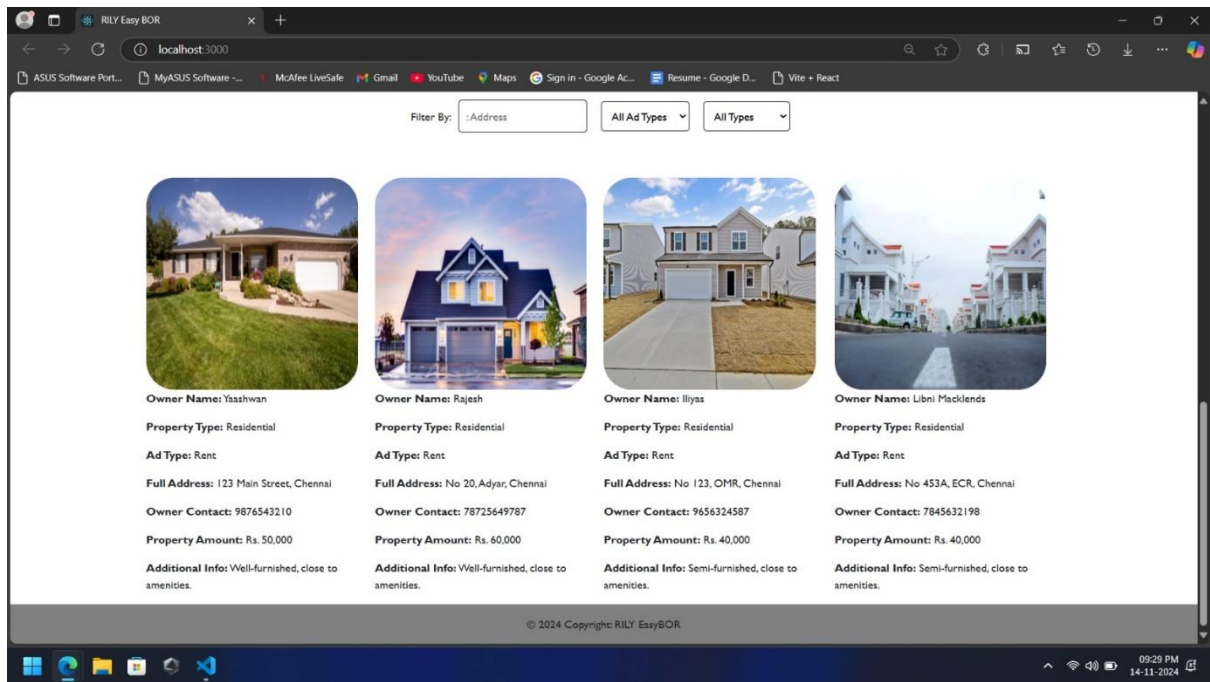 RILY Easy BOR
localhost:3000
ASUS Software Port... MyASUS Software -... McAfee LiveSafe Gmail YouTube Maps Sign in - Google Ac... Resume - Google D... Vite + React
Filter By: :Address All Ad Types All Types
Owner Name: Yaashwan
Property Type: Residential
Ad Type: Rent
Full Address: 123 Main Street, Chennai
Owner Contact: 9876543210
Property Amount: Rs. 50,000
Additional Info: Well-furnished, close to
amenities.
Owner Name: Rajesh
Property Type: Residential
Ad Type: Rent
Full Address: No 20, Adyar, Chennai
Owner Contact: 78725649787
Property Amount: Rs. 60,000
Additional Info: Well-furnished, close to
amenities.
Owner Name: Iliyas
Property Type: Residential
Ad Type: Rent
Full Address: No 123, OMR, Chennai
Owner Contact: 9656324587
Property Amount: Rs. 40,000
Additional Info: Semi-furnished, close to
amenities.
Owner Name: Libni Macklends
Property Type: Residential
Ad Type: Rent
Full Address: No 453A, ECR, Chennai
Owner Contact: 7845632198
Property Amount: Rs. 40,000
Additional Info: Semi-furnished, close to
amenities.
© 2024 Copyright: RILY EasyBOR
09:29 PM
14-11-2024